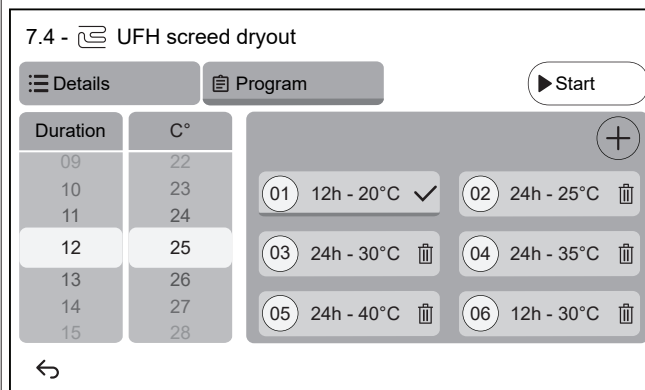 7.4 - UFH screed dryout
Details
Program
Start
Duration
C°
09
10
11
12
13
14
15
22
23
24
25
26
27
28
01 12h - 20°C
02 24h - 25°C
03 24h - 30°C
04 24h - 35°C
05 24h - 40°C
06 12h - 30°C